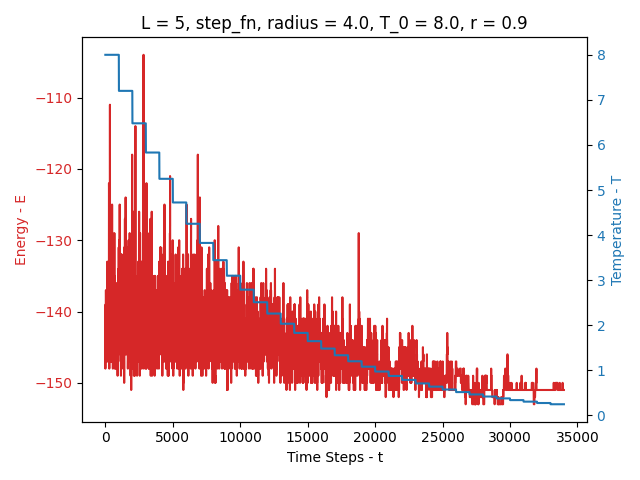 L = 5, step_fn, radius = 4.0, T_0 = 8.0, r = 0.9
Energy - E
−110
−120
−130
−140
−150
8
7
6
5
4
3
2
1
0
Temperature - T
0 5000 10000 15000 20000 25000 30000 35000
Time Steps - t